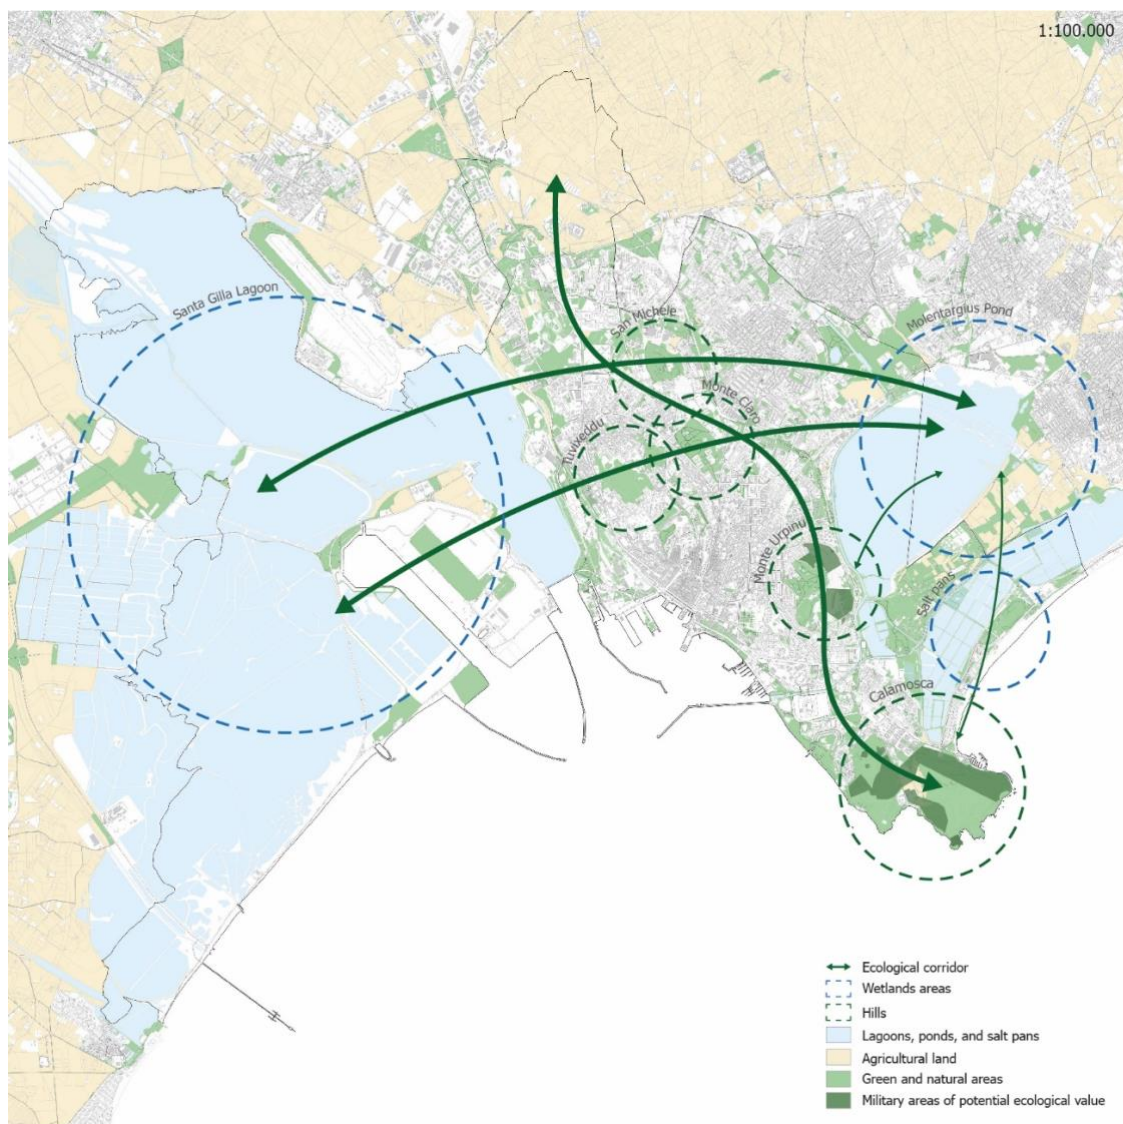 1:100.000
Santa Gilla Lagoon
San Michele
Molentargius Pond
Monte Claro
Tuvixeddu
Monte Urpinu
Salt pans
Calamosca
Ecological corridor
Wetlands areas
Hills
Lagoons, ponds, and salt pans
Agricultural land
Green and natural areas
Military areas of potential ecological value